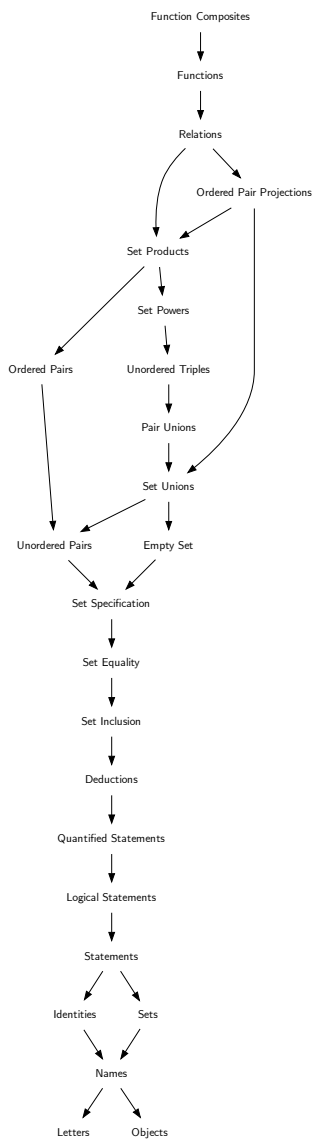 Function Composites
Functions
Relations
Ordered Pair Projections
Set Products
Set Powers
Ordered Pairs
Unordered Triples
Pair Unions
Set Unions
Unordered Pairs
Empty Set
Set Specification
Set Equality
Set Inclusion
Deductions
Quantified Statements
Logical Statements
Statements
Identities
Sets
Names
Letters
Objects